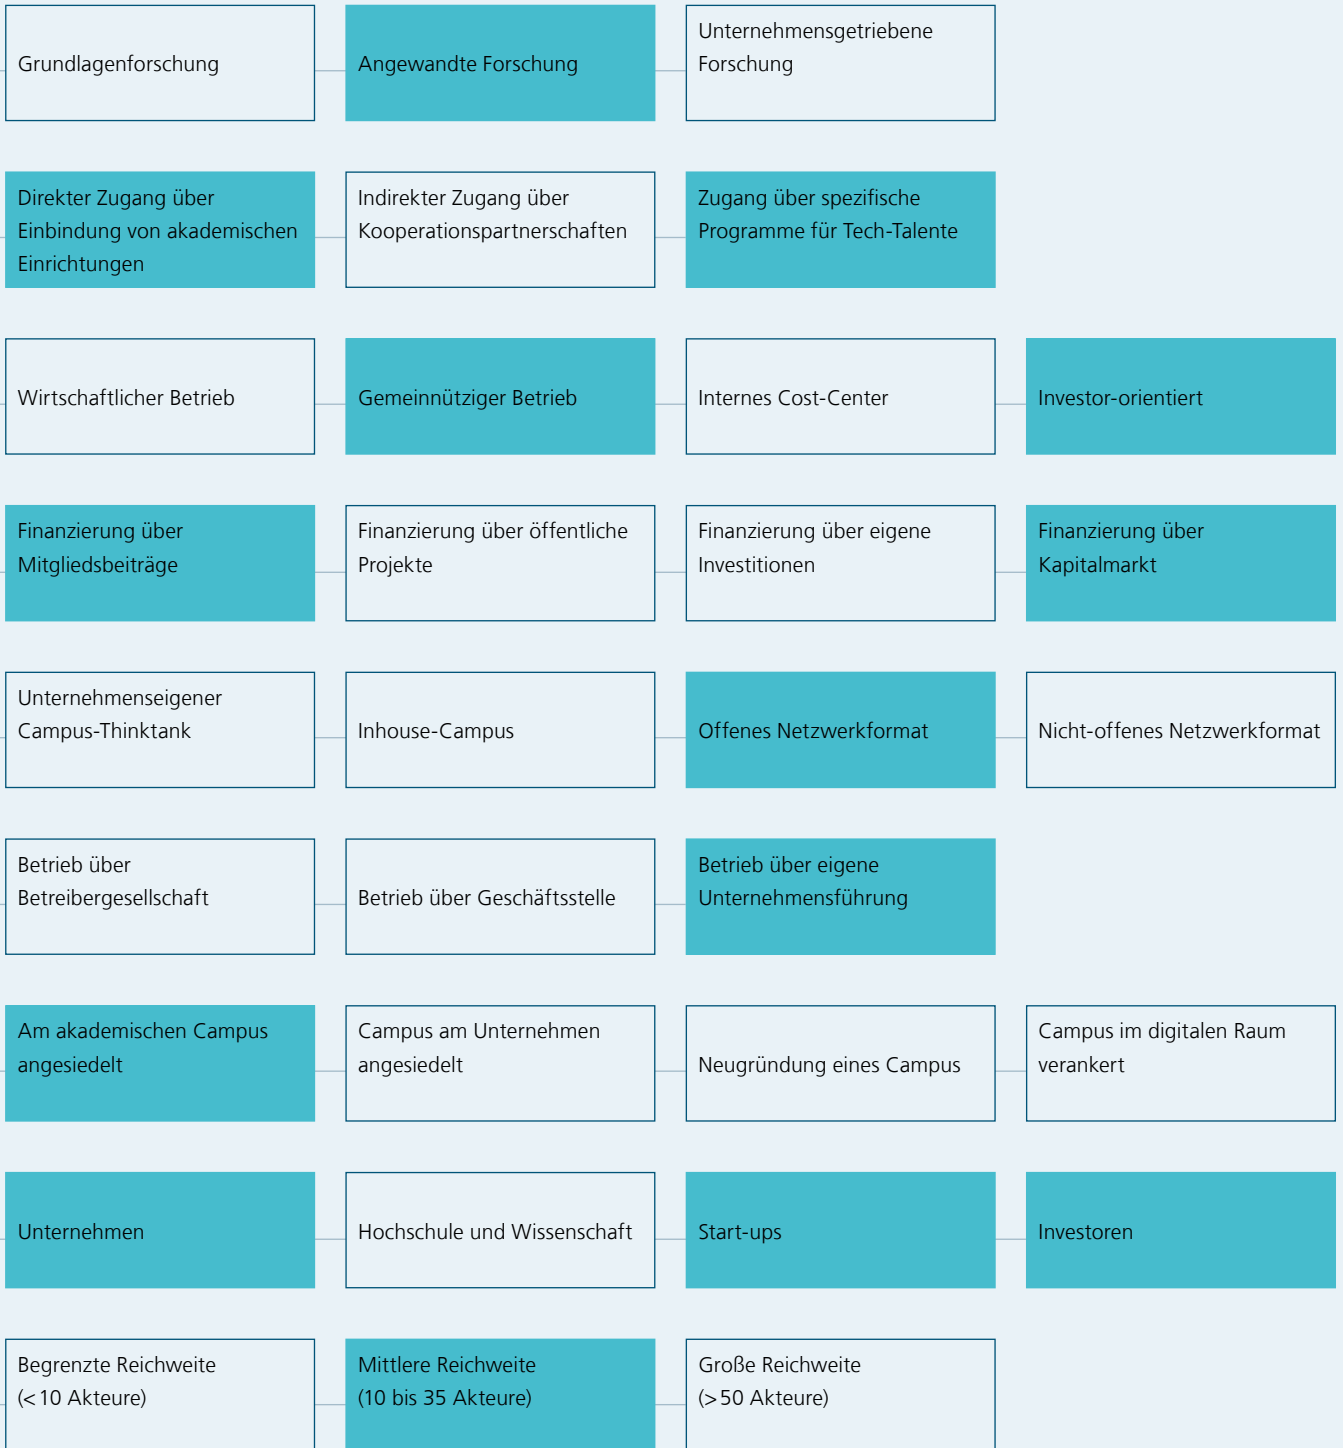 Grundlagenforschung
Angewandte Forschung
Unternehmensgetriebene
Forschung
Direkter Zugang über
Einbindung von akademischen
Einrichtungen
Indirekter Zugang über
Kooperationspartnerschaften
Zugang über spezifische
Programme für Tech-Talente
Wirtschaftlicher Betrieb
Gemeinnütziger Betrieb
Internes Cost-Center
Investor-orientiert
Finanzierung über
Mitgliedsbeiträge
Finanzierung über öffentliche
Projekte
Finanzierung über eigene
Investitionen
Finanzierung über
Kapitalmarkt
Unternehmenseigener
Campus-Thinktank
Inhouse-Campus
Offenes Netzwerkformat
Nicht-offenes Netzwerkformat
Betrieb über
Betreibergesellschaft
Betrieb über Geschäftsstelle
Betrieb über eigene
Unternehmensführung
Am akademischen Campus
angesiedelt
Campus am Unternehmen
angesiedelt
Neugründung eines Campus
Campus im digitalen Raum
verankert
Unternehmen
Hochschule und Wissenschaft
Start-ups
Investoren
Begrenzte Reichweite
(<10 Akteure)
Mittlere Reichweite
(10 bis 35 Akteure)
Große Reichweite
(>50 Akteure)